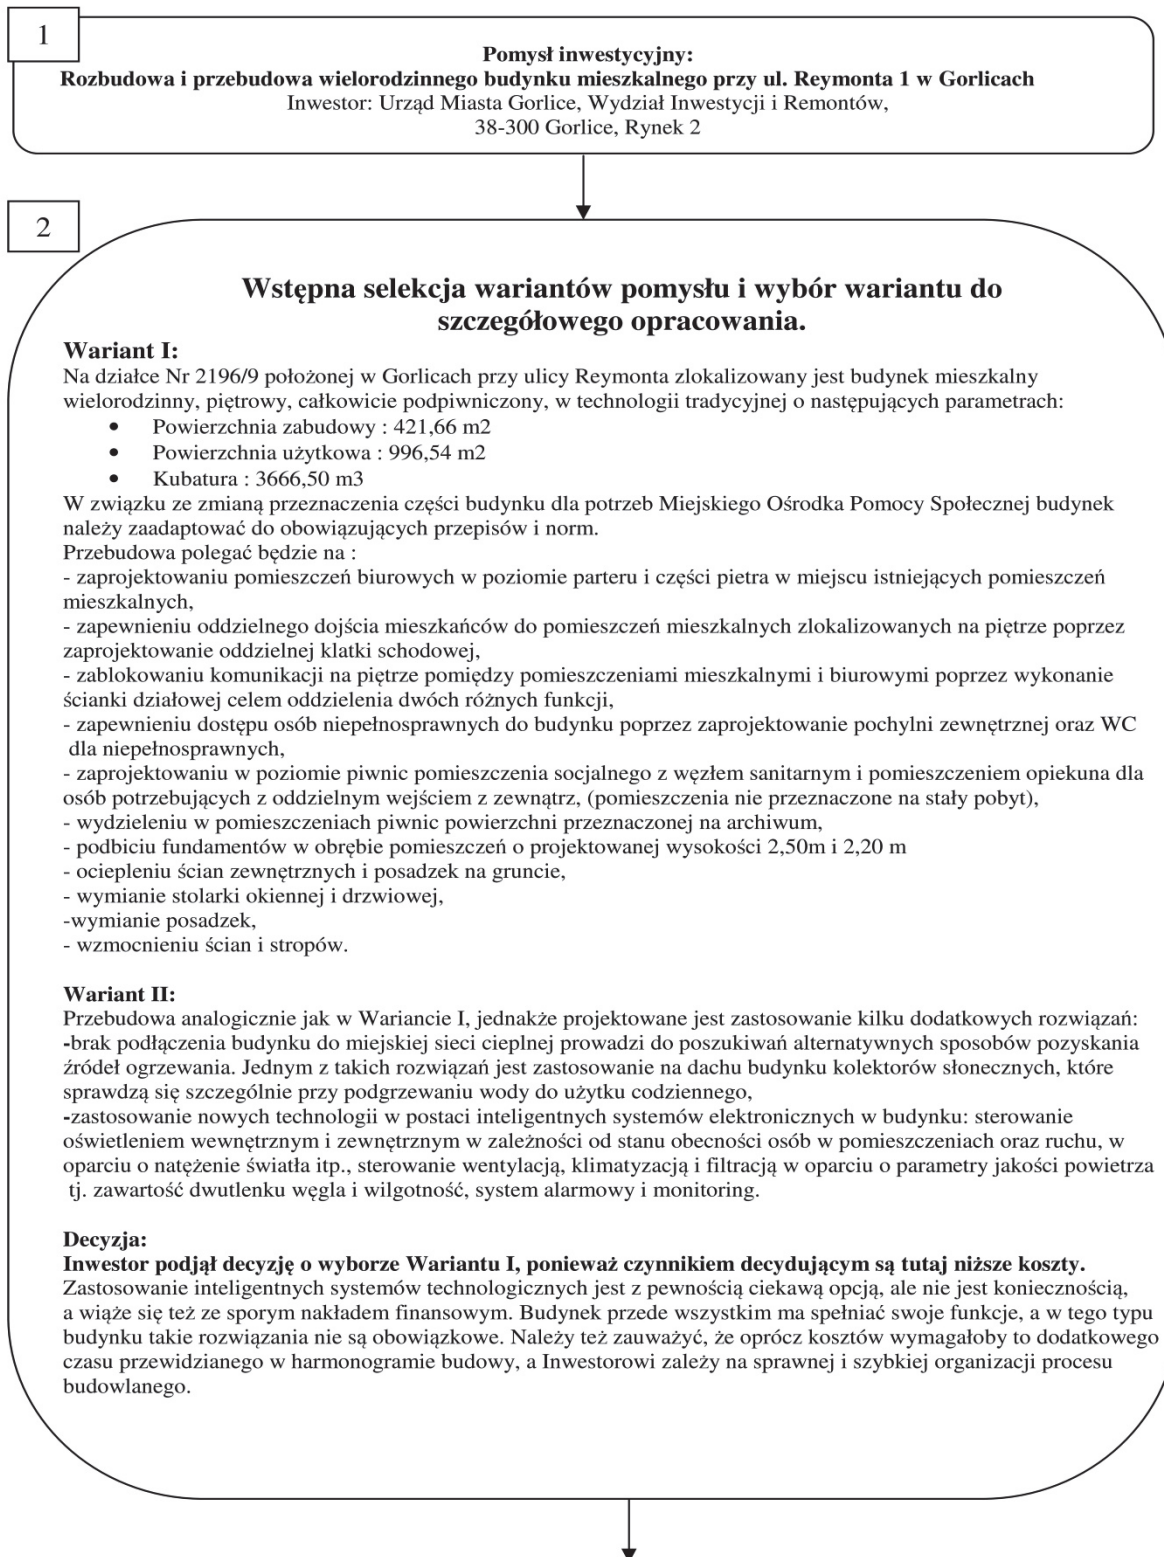 1
Pomysł inwestycyjny:
Rozbudowa i przebudowa wielorodzinnego budynku mieszkalnego przy ul. Reymonta 1 w Gorlicach
Inwestor: Urząd Miasta Gorlice, Wydział Inwestycji i Remontów,
38-300 Gorlice, Rynek 2
2
Wstępna selekcja wariantów pomysłu i wybór wariantu do
szczegółowego opracowania.
Wariant I:
Na działce Nr 2196/9 położonej w Gorlicach przy ulicy Reymonta zlokalizowany jest budynek mieszkalny
wielorodzinny, piętrowy, całkowicie podpiwniczony, w technologii tradycyjnej o następujących parametrach:
• Powierzchnia zabudowy : 421,66 m2
• Powierzchnia użytkowa : 996,54 m2
• Kubatura : 3666,50 m3
W związku ze zmianą przeznaczenia części budynku dla potrzeb Miejskiego Ośrodka Pomocy Społecznej budynek
należy zaadaptować do obowiązujących przepisów i norm.
Przebudowa polegać będzie na :
- zaprojektowaniu pomieszczeń biurowych w poziomie parteru i części pietra w miejscu istniejących pomieszczeń
mieszkalnych,
- zapewnieniu oddzielnego dojścia mieszkańców do pomieszczeń mieszkalnych zlokalizowanych na piętrze poprzez
zaprojektowanie oddzielnej klatki schodowej,
- zablokowaniu komunikacji na piętrze pomiędzy pomieszczeniami mieszkalnymi i biurowymi poprzez wykonanie
ścianki działowej celem oddzielenia dwóch różnych funkcji,
- zapewnieniu dostępu osób niepełnosprawnych do budynku poprzez zaprojektowanie pochylni zewnętrznej oraz WC
dla niepełnosprawnych,
- zaprojektowaniu w poziomie piwnic pomieszczenia socjalnego z węzłem sanitarnym i pomieszczeniem opiekuna dla
osób potrzebujących z oddzielnym wejściem z zewnątrz, (pomieszczenia nie przeznaczone na stały pobyt),
- wydzieleniu w pomieszczeniach piwnic powierzchni przeznaczonej na archiwum,
- podbiciu fundamentów w obrębie pomieszczeń o projektowanej wysokości 2,50m i 2,20 m
- ociepleniu ścian zewnętrznych i posadzek na gruncie,
- wymianie stolarki okiennej i drzwiowej,
-wymianie posadzek,
- wzmocnieniu ścian i stropów.
Wariant II:
Przebudowa analogicznie jak w Wariancie I, jednakże projektowane jest zastosowanie kilku dodatkowych rozwiązań:
-brak podłączenia budynku do miejskiej sieci cieplnej prowadzi do poszukiwań alternatywnych sposobów pozyskania
źródeł ogrzewania. Jednym z takich rozwiązań jest zastosowanie na dachu budynku kolektorów słonecznych, które
sprawdzą się szczególnie przy podgrzewaniu wody do użytku codziennego,
-zastosowanie nowych technologii w postaci inteligentnych systemów elektronicznych w budynku: sterowanie
oświetleniem wewnętrznym i zewnętrznym w zależności od stanu obecności osób w pomieszczeniach oraz ruchu, w
oparciu o natężenie światła itp., sterowanie wentylacją, klimatyzacją i filtracją w oparciu o parametry jakości powietrza
tj. zawartość dwutlenku węgla i wilgotność, system alarmowy i monitoring.
Decyzja:
Inwestor podjął decyzję o wyborze Wariantu I, ponieważ czynnikiem decydującym są tutaj niższe koszty.
Zastosowanie inteligentnych systemów technologicznych jest z pewnością ciekawą opcją, ale nie jest koniecznością,
a wiąże się też ze sporym nakładem finansowym. Budynek przede wszystkim ma spełniać swoje funkcje, a w tego typu
budynku takie rozwiązania nie są obowiązkowe. Należy też zauważyć, że oprócz kosztów wymagałoby to dodatkowego
czasu przewidzianego w harmonogramie budowy, a Inwestorowi zależy na sprawnej i szybkiej organizacji procesu
budowlanego.